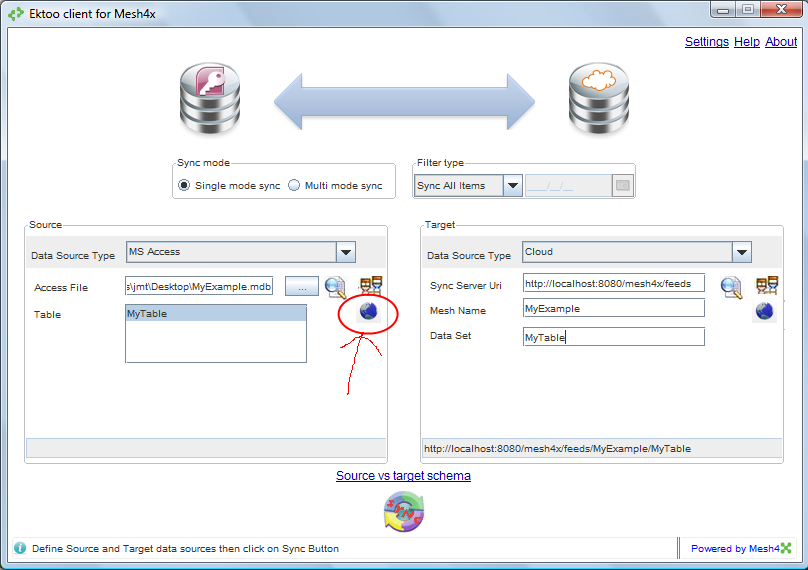 Ektoo client for Mesh4x
Settings Help About
Sync mode
Single mode sync Multi mode sync
Filter type
Sync All Items __/__/__
Source
Data Source Type MS Access
Access File s\jmt\Desktop\MyExample.mdb ...
Table MyTable
Target
Data Source Type Cloud
Sync Server Uri http://localhost:8080/mesh4x/feeds
Mesh Name MyExample
Data Set MyTable
http://localhost:8080/mesh4x/feeds/MyExample/MyTable
Source vs target schema
SYNC
Define Source and Target data sources then click on Sync Button
Powered by Mesh4x